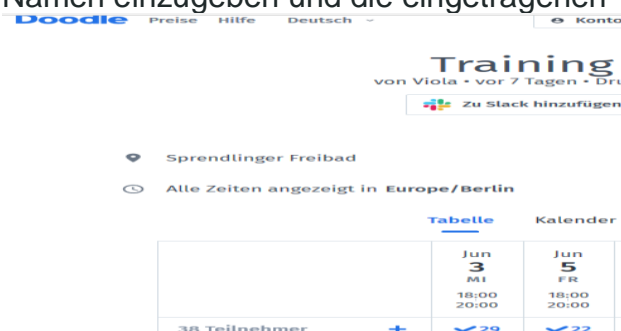 Namen einzugeben und die eingetragenen
Doodle Preise Hilfe Deutsch Konto
Training
von Viola • vor 7 Tagen •
Zu Slack hinzufügen
Sprendlinger Freibad
Alle Zeiten angezeigt in Europe/Berlin
Tabelle Kalender
Jun Jun
3 5
MI FR
18:00 18:00
20:00 20:00
38 Teilnehmer + 29 22